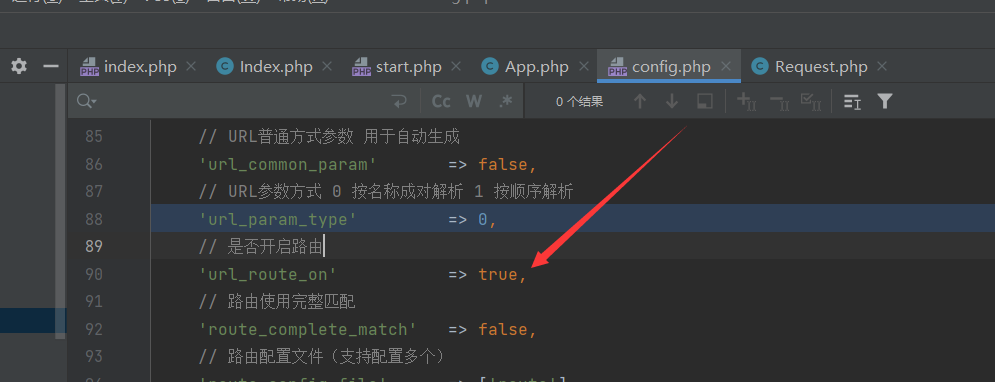 index.php
Index.php
start.php
App.php
config.php
Request.php
Cc W .* 0 个结果
85 // URL普通方式参数 用于自动生成
86 'url_common_param' => false,
87 // URL参数方式 0 按名称成对解析 1 按顺序解析
88 'url_param_type' => 0,
89 // 是否开启路由
90 'url_route_on' => true,
91 // 路由使用完整匹配
92 'route_complete_match' => false,
93 // 路由配置文件（支持配置多个）